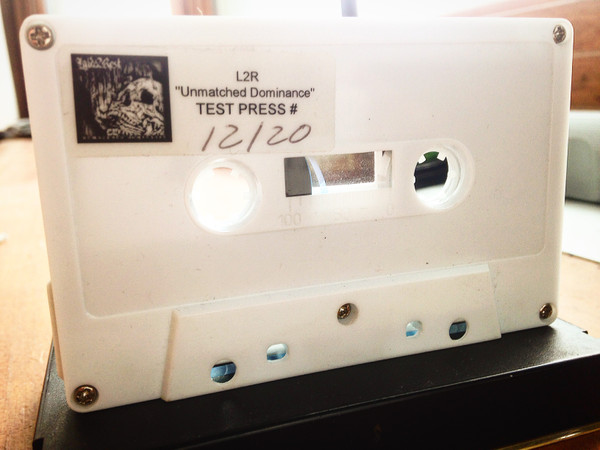 L2R
"Unmatched Dominance"
TEST PRESS #
12/20
100